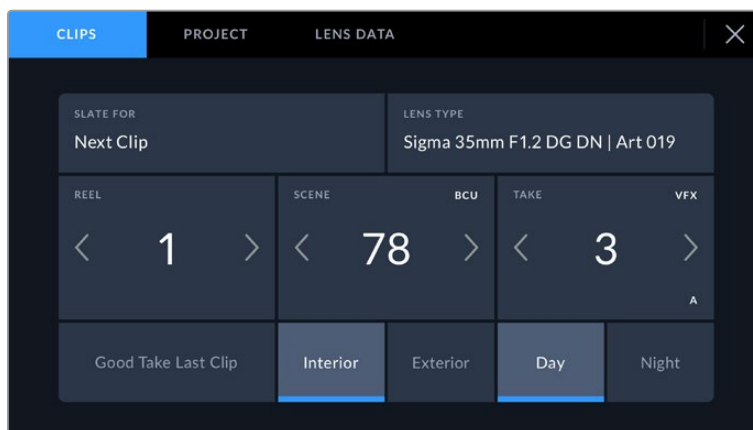 CLIPS PROJECT LENS DATA
SLATE FOR
Next Clip
LENS TYPE
Sigma 35mm F1.2 DG DN | Art 019
REEL
1
SCENE BCU
78
TAKE VFX
3
A
Good Take Last Clip Interior Exterior Day Night